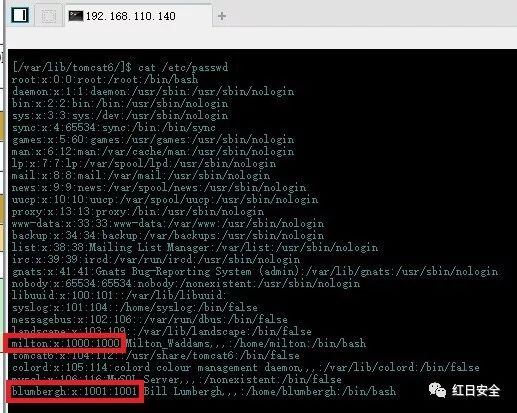 192.168.110.140
[/var/lib/tomcat6/]$ cat /etc/passwd
root:x:0:0:root:/root:/bin/bash
daemon:x:1:1:daemon:/usr/sbin:/usr/sbin/nologin
bin:x:2:2:bin:/bin:/usr/sbin/nologin
sys:x:3:3:sys:/dev:/usr/sbin/nologin
sync:x:4:65534:sync:/bin:/bin/sync
games:x:5:60:games:/usr/games:/usr/sbin/nologin
man:x:6:12:man:/var/cache/man:/usr/sbin/nologin
lp:x:7:7:lp:/var/spool/lpd:/usr/sbin/nologin
mail:x:8:8:mail:/var/mail:/usr/sbin/nologin
news:x:9:9:news:/var/spool/news:/usr/sbin/nologin
uucp:x:10:10:uucp:/var/spool/uucp:/usr/sbin/nologin
proxy:x:13:13:proxy:/bin:/usr/sbin/nologin
www-data:x:33:33:www-data:/var/www:/usr/sbin/nologin
backup:x:34:34:backup:/var/backups:/usr/sbin/nologin
list:x:38:38:Mailing List Manager:/var/list:/usr/sbin/nologin
irc:x:39:39:ircd:/var/run/ircd:/usr/sbin/nologin
gnats:x:41:41:Gnats Bug-Reporting System (admin):/var/lib/gnats:/usr/sbin/nologin
nobody:x:65534:65534:nobody:/nonexistent:/usr/sbin/nologin
libuuid:x:100:101::/var/lib/libuuid:
syslog:x:101:104::/home/syslog:/bin/false
messagebus:x:102:106::/var/run/dbus:/bin/false
landscape:x:103:109::/var/lib/landscape:/bin/false
milton:x:1000:1000:Milton_Waddams,,,:/home/milton:/bin/bash
tomcat6:x:104:112::/usr/share/tomcat6:/bin/false
colord:x:105:114:colord colour management daemon,,,:/var/lib/colord:/bin/false
mysql:x:106:116:MySQL Server,,,:/nonexistent:/bin/false
blumbergh:x:1001:1001:Bill Lumbergh,,,:/home/blumbergh:/bin/bash
红日安全